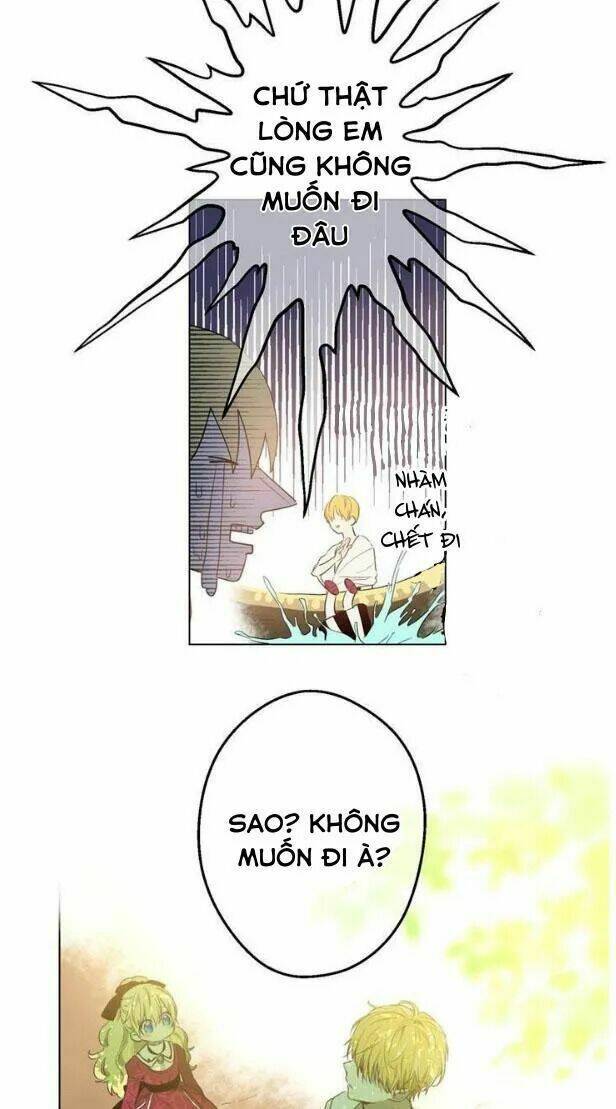 CHỨ THẬT
LÒNG EM
CŨNG KHÔNG
MUỐN ĐI
ĐÂU
NHÀM
CHÁN,
CHẾT ĐI
SAO? KHÔNG
MUỐN ĐI À?